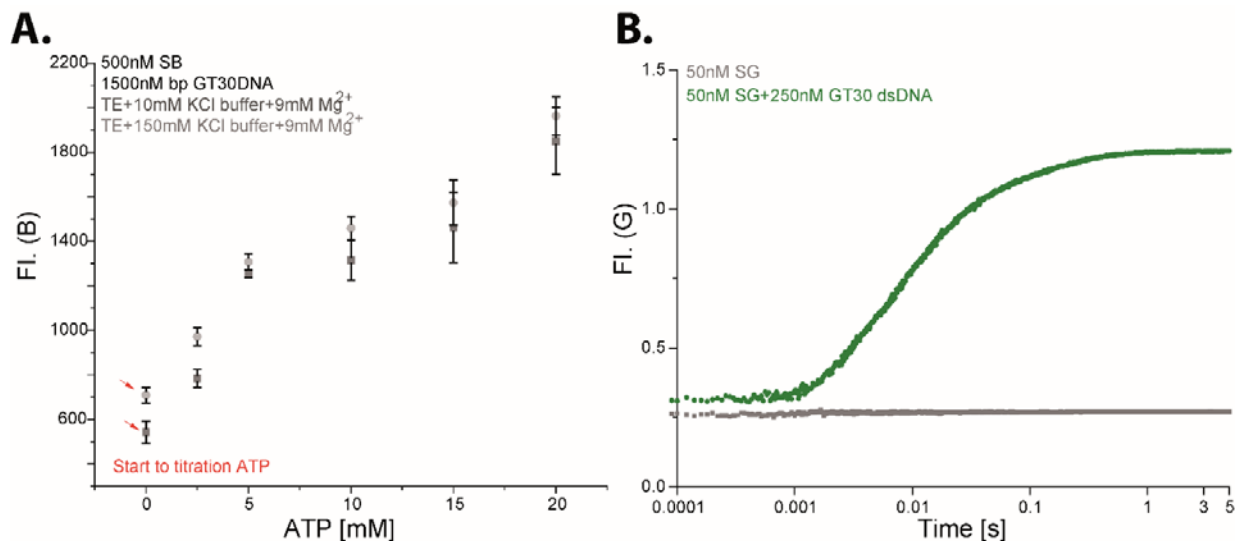 A.
500nM SB
1500nM bp GT30DNA
TE+10mM KCl buffer+9mM Mg2+
TE+150mM KCl buffer+9mM Mg2+
2200
1800
1400
1000
600
Fl. (B)
Start to titration ATP
0 5 10 15 20
ATP [mM]
B.
50nM SG
50nM SG+250nM GT30 dsDNA
1.5
1.0
0.5
0.0
Fl. (G)
0.0001 0.001 0.01 0.1 1 5
Time [s]